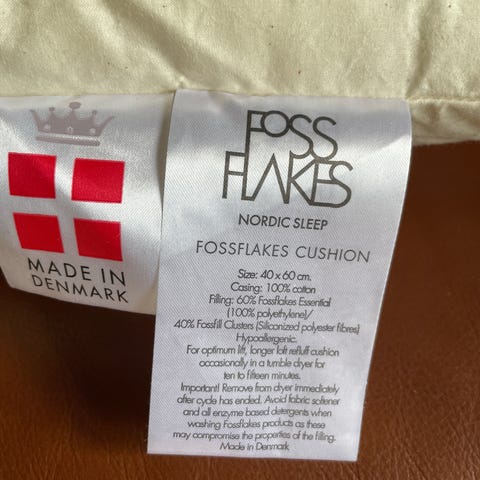 MADE IN
DENMARK
FOSS
FLAKES
NORDIC SLEEP
FOSSFLAKES CUSHION
Size: 40 x 60 cm.
Casing: 100% cotton
Filling: 60% Fossflakes Essential
(100% polyethylene)/
40% Fossfill Clusters (Siliconized polyester fibres)
Hypoallergenic.
For optimum lift, longer loft refluff cushion
occasionally in a tumble dryer for
ten to fifteen minutes.
Important! Remove from dryer immediately
after cycle has ended. Avoid fabric softener
and all enzyme based detergents when
washing Fossflakes products as these
may compromise the properties of the filling.
Made in Denmark